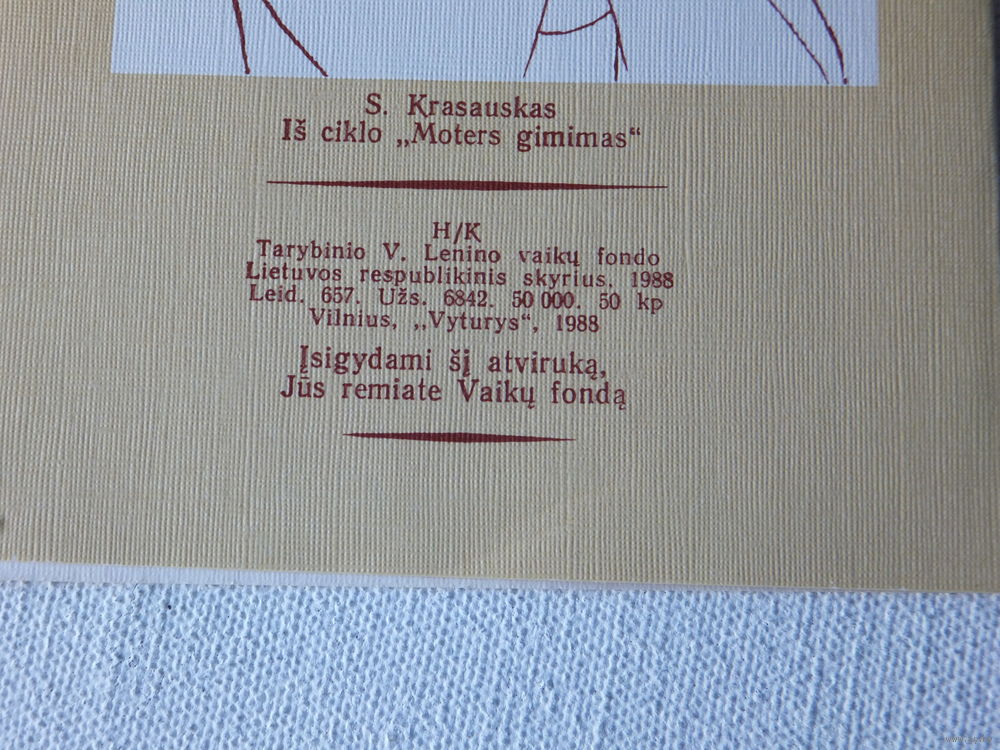 S. Krasauskas
Iš ciklo „Moters gimimas“
H/K
Tarybinio V. Lenino vaikų fondo
Lietuvos respublikinis skyrius, 1988
Leid. 657. Užs. 6842. 50 000. 50 kp
Vilnius, „Vyturys“, 1988
Įsigydami šį atviruką,
Jūs remiate Vaikų fondą